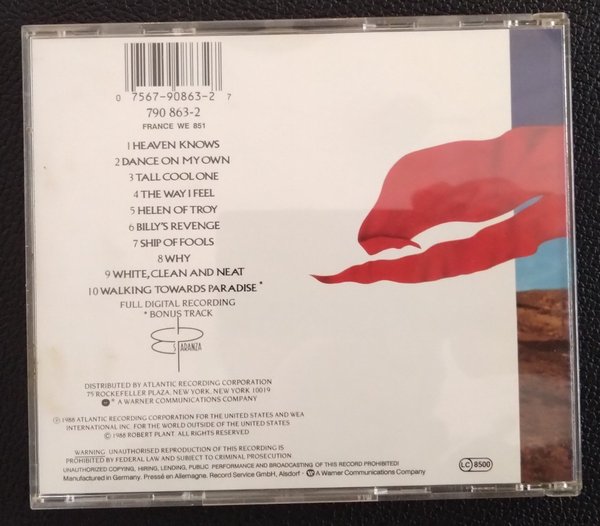 0 7567-90863-2 7
790 863-2
FRANCE WE 851
1 HEAVEN KNOWS
2 DANCE ON MY OWN
3 TALL COOL ONE
4 THE WAY I FEEL
5 HELEN OF TROY
6 BILLY'S REVENGE
7 SHIP OF FOOLS
8 WHY
9 WHITE, CLEAN AND NEAT
10 WALKING TOWARDS PARADISE *
FULL DIGITAL RECORDING
* BONUS TRACK
ES PARANZA
DISTRIBUTED BY ATLANTIC RECORDING CORPORATION
75 ROCKEFELLER PLAZA, NEW YORK, NEW YORK 10019
* A WARNER COMMUNICATIONS COMPANY
℗ 1988 ATLANTIC RECORDING CORPORATION FOR THE UNITED STATES AND WEA
INTERNATIONAL INC. FOR THE WORLD OUTSIDE OF THE UNITED STATES
© 1988 ROBERT PLANT. ALL RIGHTS RESERVED
WARNING: UNAUTHORISED REPRODUCTION OF THIS RECORDING IS
PROHIBITED BY FEDERAL LAW AND SUBJECT TO CRIMINAL PROSECUTION
UNAUTHORIZED COPYING, HIRING, LENDING, PUBLIC PERFORMANCE AND BROADCASTING OF THIS RECORD PROHIBITED!
Manufactured in Germany. Pressé en Allemagne. Record Service GmbH, Alsdorf · A Warner Communications Company
LC 8500